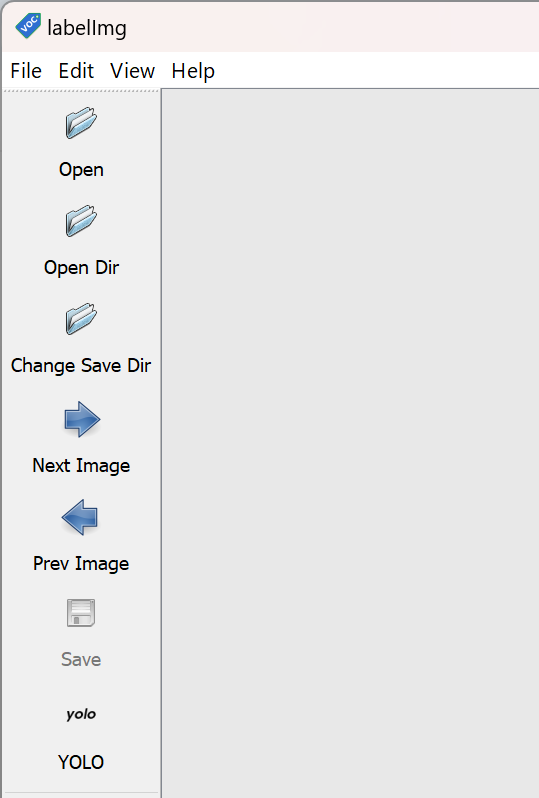 VOC
labelImg
File Edit View Help
Open
Open Dir
Change Save Dir
Next Image
Prev Image
Save
yolo
YOLO